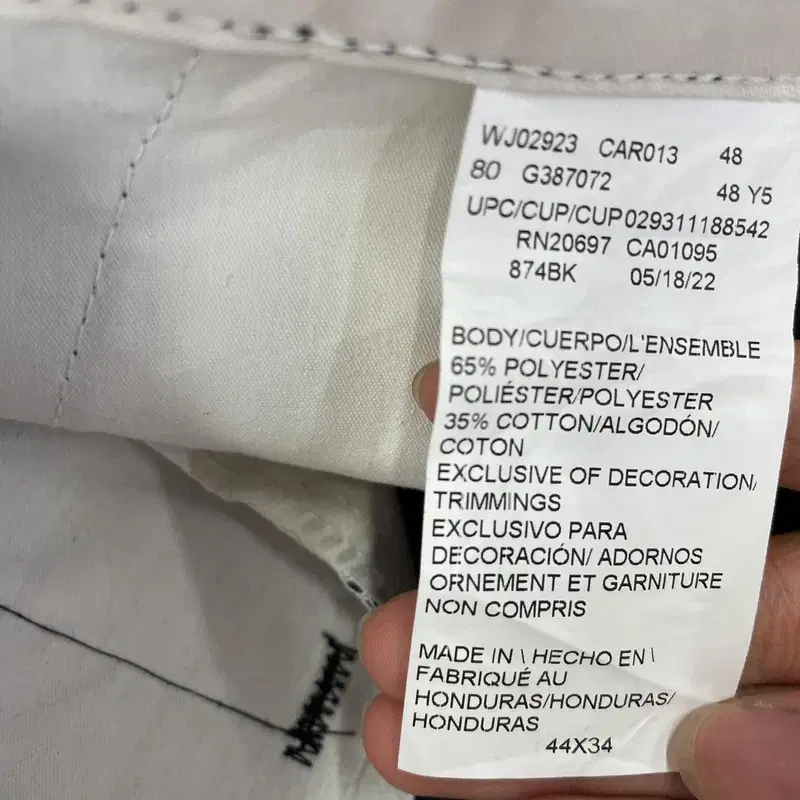 WJ02923 CAR013 48
80 G387072 48 Y5
UPC/CUP/CUP029311188542
RN20697 CA01095
874BK 05/18/22
BODY/CUERPO/L'ENSEMBLE
65% POLYESTER/
POLIÉSTER/POLYESTER
35% COTTON/ALGODÓN/
COTON
EXCLUSIVE OF DECORATION/
TRIMMINGS
EXCLUSIVO PARA
DECORACIÓN/ ADORNOS
ORNEMENT ET GARNITURE
NON COMPRIS
MADE IN \ HECHO EN \
FABRIQUÉ AU
HONDURAS/HONDURAS/
HONDURAS
44X34